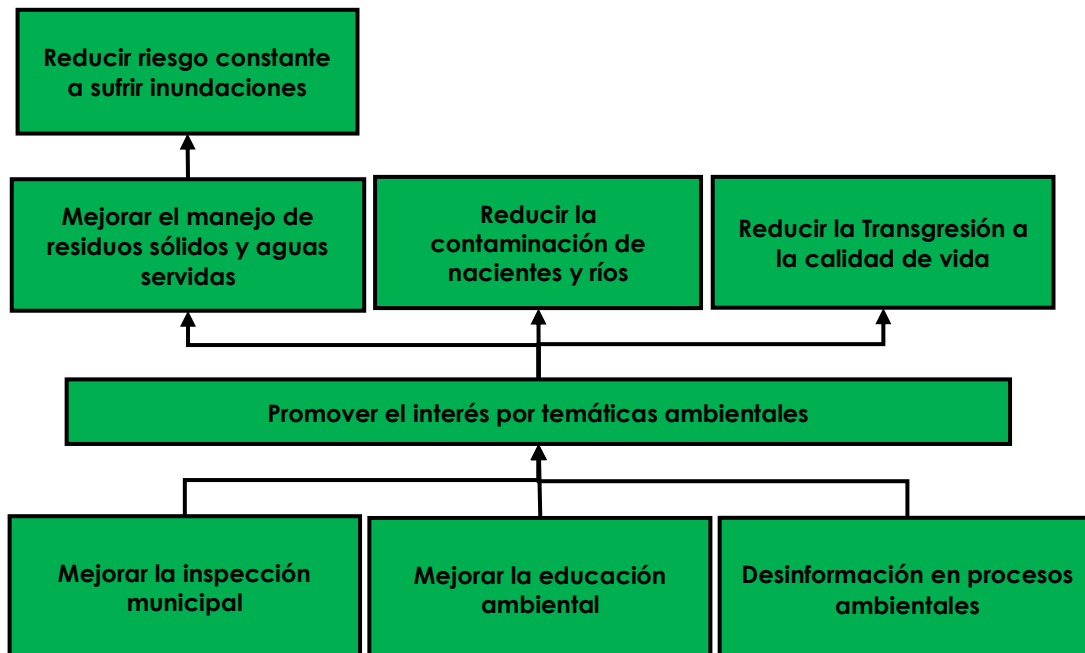 Reducir riesgo constante
a sufrir inundaciones
Mejorar el manejo de
residuos sólidos y aguas
servidas
Reducir la
contaminación de
nacientes y ríos
Reducir la Transgresión a
la calidad de vida
Promover el interés por temáticas ambientales
Mejorar la inspección
municipal
Mejorar la educación
ambiental
Desinformación en procesos
ambientales